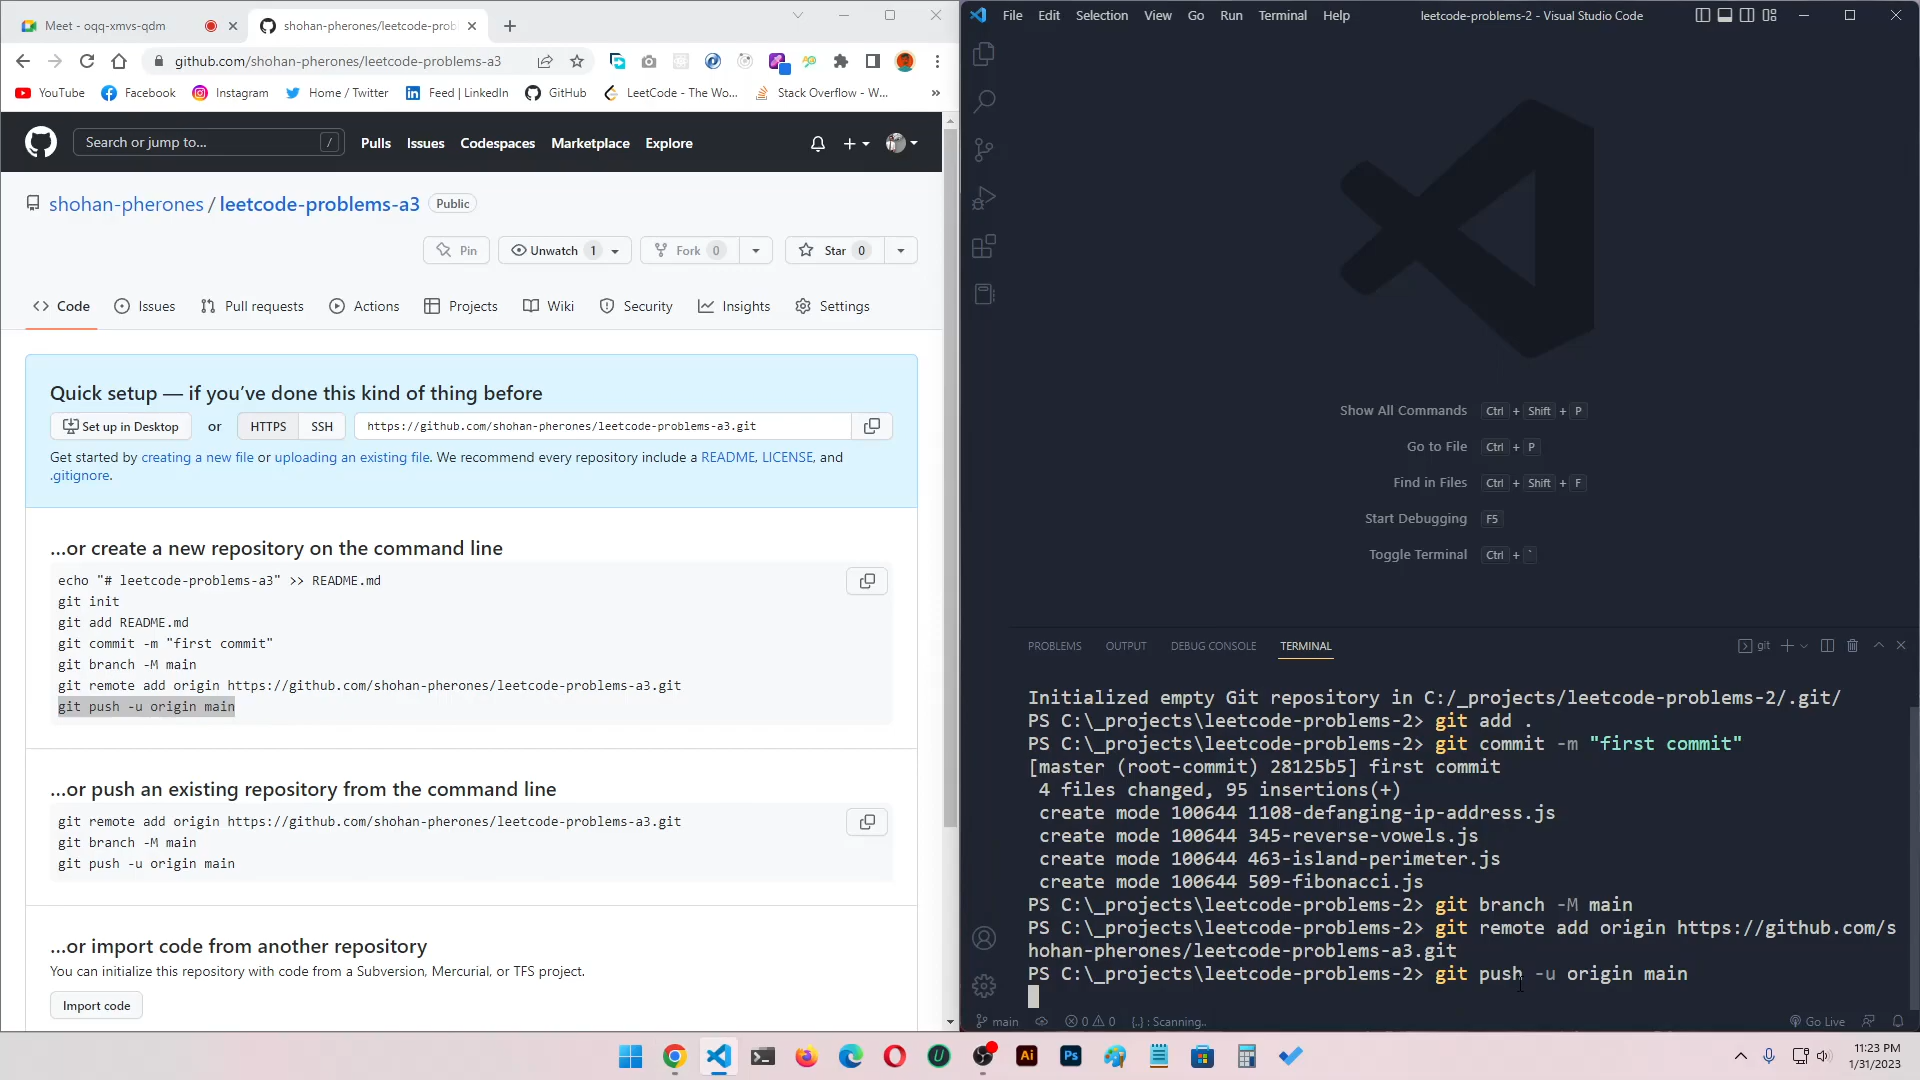 Meet - oqq-xmvs-qdm
shohan-pherones/leetcode-probl
github.com/shohan-pherones/leetcode-problems-a3
YouTube
Facebook
Instagram
Home / Twitter
Feed | LinkedIn
GitHub
LeetCode - The Wo...
Stack Overflow - W...
»
Search or jump to...
/
Pulls
Issues
Codespaces
Marketplace
Explore
shohan-pherones / leetcode-problems-a3
Public
Pin
Unwatch 1
Fork 0
Star 0
Code
Issues
Pull requests
Actions
Projects
Wiki
Security
Insights
Settings
Quick setup — if you’ve done this kind of thing before
Set up in Desktop
or
HTTPS
SSH
https://github.com/shohan-pherones/leetcode-problems-a3.git
Get started by creating a new file or uploading an existing file. We recommend every repository include a README, LICENSE, and
.gitignore.
…or create a new repository on the command line
echo "# leetcode-problems-a3" >> README.md
git init
git add README.md
git commit -m "first commit"
git branch -M main
git remote add origin https://github.com/shohan-pherones/leetcode-problems-a3.git
git push -u origin main
…or push an existing repository from the command line
git remote add origin https://github.com/shohan-pherones/leetcode-problems-a3.git
git branch -M main
git push -u origin main
…or import code from another repository
You can initialize this repository with code from a Subversion, Mercurial, or TFS project.
Import code
File
Edit
Selection
View
Go
Run
Terminal
Help
leetcode-problems-2 - Visual Studio Code
Show All Commands Ctrl + Shift + P
Go to File Ctrl + P
Find in Files Ctrl + Shift + F
Start Debugging F5
Toggle Terminal Ctrl + `
PROBLEMS
OUTPUT
DEBUG CONSOLE
TERMINAL
git
Initialized empty Git repository in C:/_projects/leetcode-problems-2/.git/
PS C:\_projects\leetcode-problems-2> git add .
PS C:\_projects\leetcode-problems-2> git commit -m "first commit"
[master (root-commit) 28125b5] first commit
4 files changed, 95 insertions(+)
create mode 100644 1108-defanging-ip-address.js
create mode 100644 345-reverse-vowels.js
create mode 100644 463-island-perimeter.js
create mode 100644 509-fibonacci.js
PS C:\_projects\leetcode-problems-2> git branch -M main
PS C:\_projects\leetcode-problems-2> git remote add origin https://github.com/s
hohan-pherones/leetcode-problems-a3.git
PS C:\_projects\leetcode-problems-2> git push -u origin main
main
0
0
{..} : Scanning..
Go Live
Ai
Ps
U
11:23 PM
1/31/2023